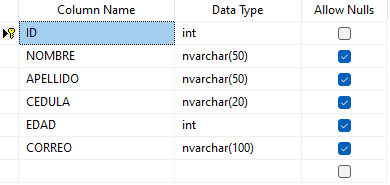 Column Name Data Type Allow Nulls
ID int
NOMBRE nvarchar(50)
APELLIDO nvarchar(50)
CEDULA nvarchar(20)
EDAD int
CORREO nvarchar(100)